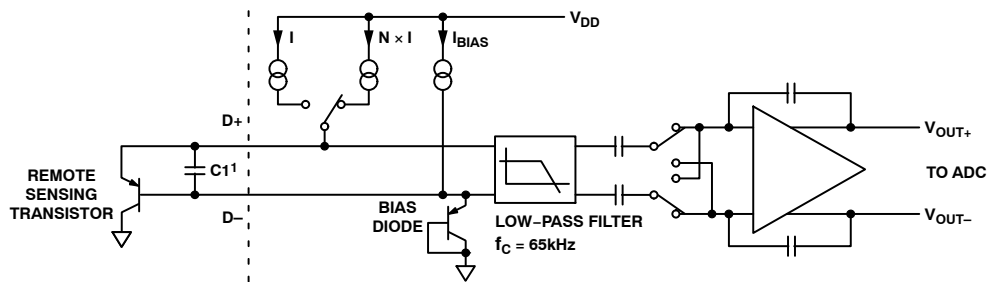 V_DD
I
N × I
I_BIAS
D+
C1¹
REMOTE
SENSING
TRANSISTOR
D–
BIAS
DIODE
LOW–PASS FILTER
f_C = 65kHz
V_OUT+
TO ADC
V_OUT–